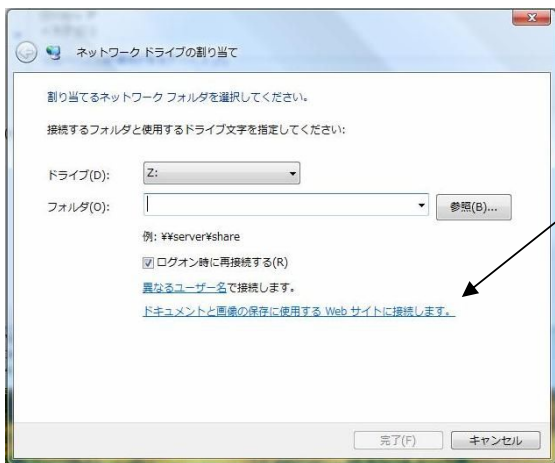 ネットワーク ドライブの割り当て
割り当てるネットワーク フォルダを選択してください。
接続するフォルダと使用するドライブ文字を指定してください:
ドライブ(D):
Z:
フォルダ(O):
参照(B)...
例: ¥¥server¥share
ログオン時に再接続する(R)
異なるユーザー名で接続します。
ドキュメントと画像の保存に使用する Web サイトに接続します。
完了(F)
キャンセル